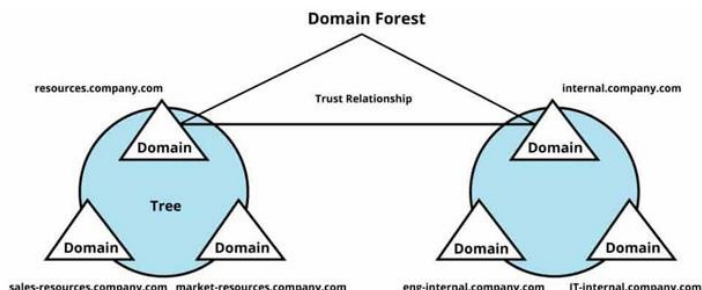 Domain Forest
resources.company.com
internal.company.com
Trust Relationship
Domain
Domain
Tree
Domain
Domain
Domain
Domain
sales-resources.company.com
market-resources.company.com
eng-internal.company.com
IT-internal.company.com